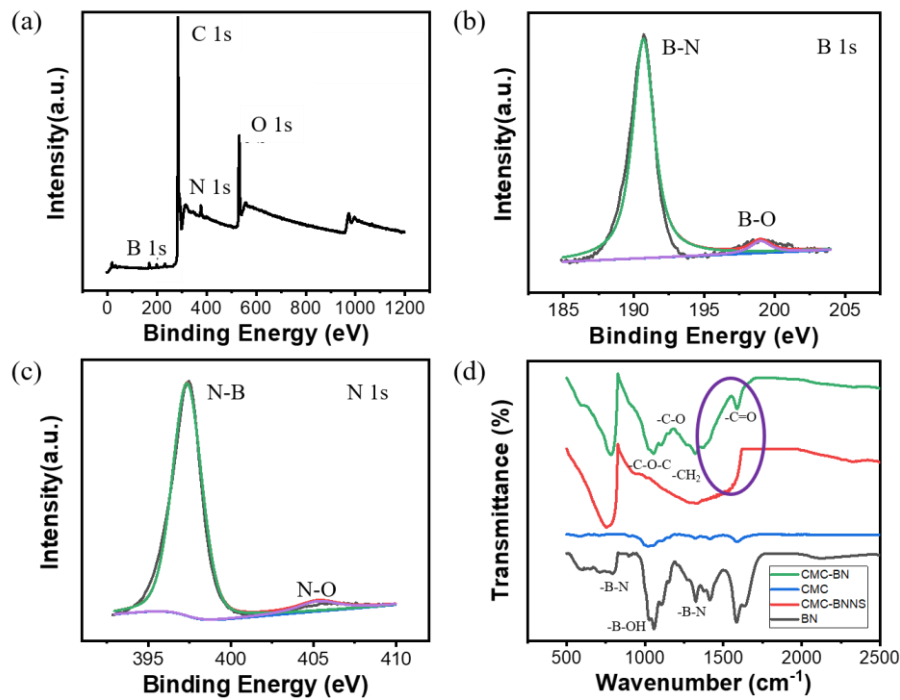 (a)
C 1s
O 1s
N 1s
B 1s
Intensity(a.u.)
0 200 400 600 800 1000 1200
Binding Energy (eV)
(b)
B-N
B 1s
B-O
Intensity(a.u.)
185 190 195 200 205
Binding Energy (eV)
(c)
N-B
N 1s
N-O
Intensity(a.u.)
395 400 405 410
Binding Energy (eV)
(d)
-C-O
-C=O
-C-O-C
-CH₂
-B-N
-B-OH
-B-N
CMC-BN
CMC
CMC-BNNS
BN
Transmittance (%)
500 1000 1500 2000 2500
Wavenumber (cm⁻¹)